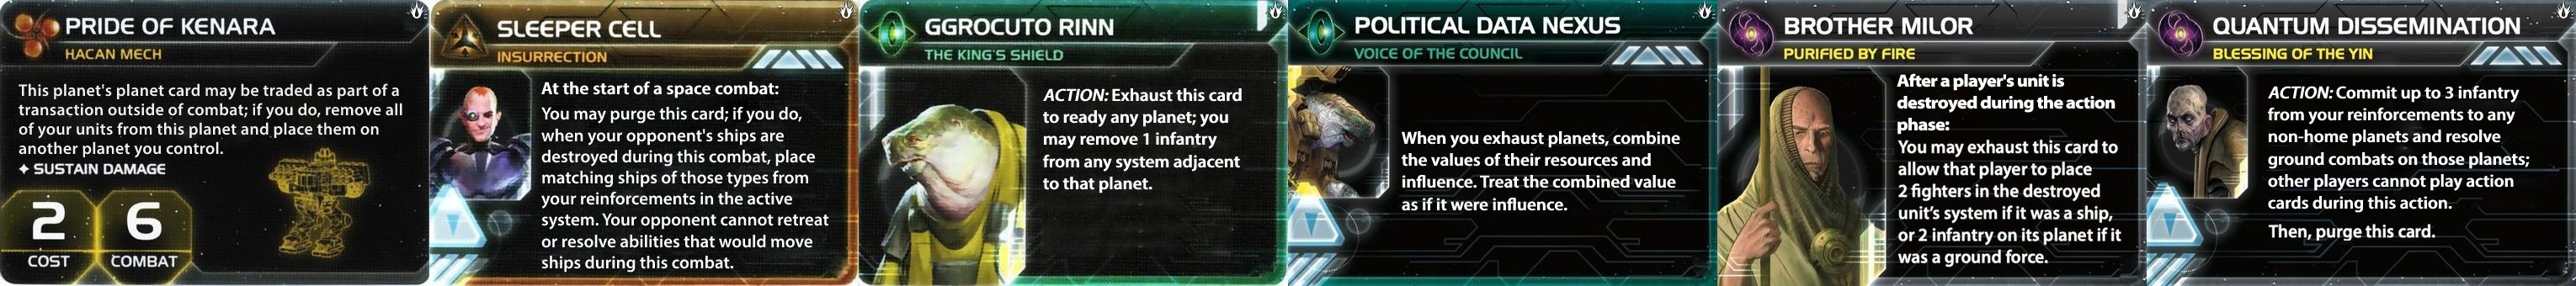 PRIDE OF KENARA
HACAN MECH
This planet's planet card may be traded as part of a
transaction outside of combat; if you do, remove all
of your units from this planet and place them on
another planet you control.
✦ SUSTAIN DAMAGE
2
COST
6
COMBAT
SLEEPER CELL
INSURRECTION
At the start of a space combat:
You may purge this card; if you do,
when your opponent's ships are
destroyed during this combat, place
matching ships of those types from
your reinforcements in the active
system. Your opponent cannot retreat
or resolve abilities that would move
ships during this combat.
GGROCUTO RINN
THE KING'S SHIELD
ACTION: Exhaust this card
to ready any planet; you
may remove 1 infantry
from any system adjacent
to that planet.
POLITICAL DATA NEXUS
VOICE OF THE COUNCIL
When you exhaust planets, combine
the values of their resources and
influence. Treat the combined value
as if it were influence.
BROTHER MILOR
PURIFIED BY FIRE
After a player's unit is
destroyed during the action
phase:
You may exhaust this card to
allow that player to place
2 fighters in the destroyed
unit's system if it was a ship,
or 2 infantry on its planet if it
was a ground force.
QUANTUM DISSEMINATION
BLESSING OF THE YIN
ACTION: Commit up to 3 infantry
from your reinforcements to any
non-home planets and resolve
ground combats on those planets;
other players cannot play action
cards during this action.
Then, purge this card.